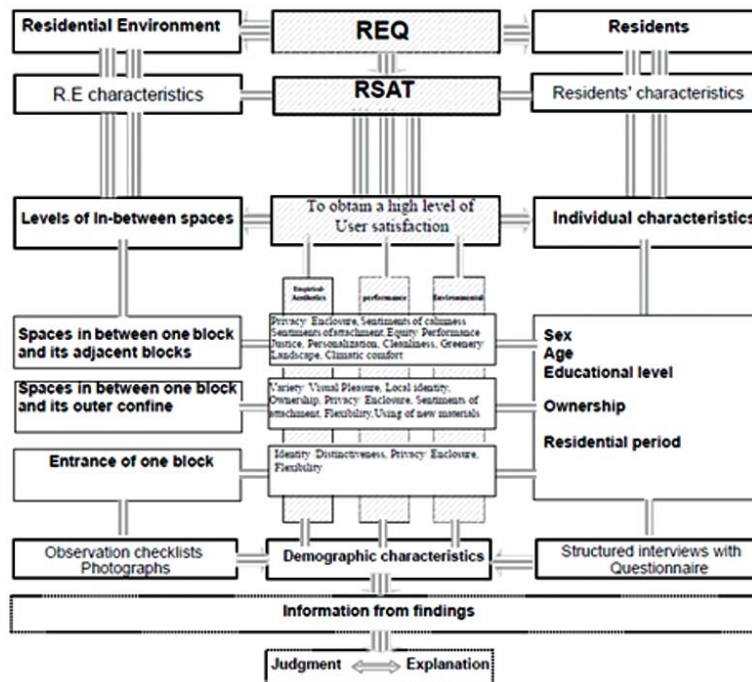 Residential Environment
REQ
Residents
R.E characteristics
RSAT
Residents' characteristics
Levels of In-between spaces
To obtain a high level of
User satisfaction
Individual characteristics
Empirical-
Aesthetics
performance
Environmental
Spaces in between one block
and its adjacent blocks
Privacy: Enclosure, Sentiments of calmness
Sentiments of attachment, Equity: Performance
Justice, Personalization, Cleanliness, Greenery
Landscape, Climatic comfort
Sex
Age
Educational level
Ownership
Residential period
Spaces in between one block
and its outer confine
Variety: Visual Pleasure, Local identity,
Ownership, Privacy: Enclosure, Sentiments of
attachment, Flexibility, Using of new materials
Entrance of one block
Identity: Distinctiveness, Privacy: Enclosure,
Flexibility
Observation checklists
Photographs
Demographic characteristics
Structured interviews with
Questionnaire
Information from findings
Judgment
Explanation